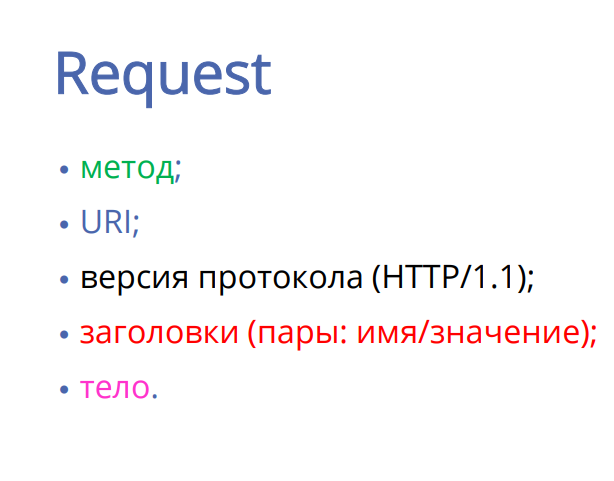 Request
• метод;
• URI;
• версия протокола (HTTP/1.1);
• заголовки (пары: имя/значение);
• тело.